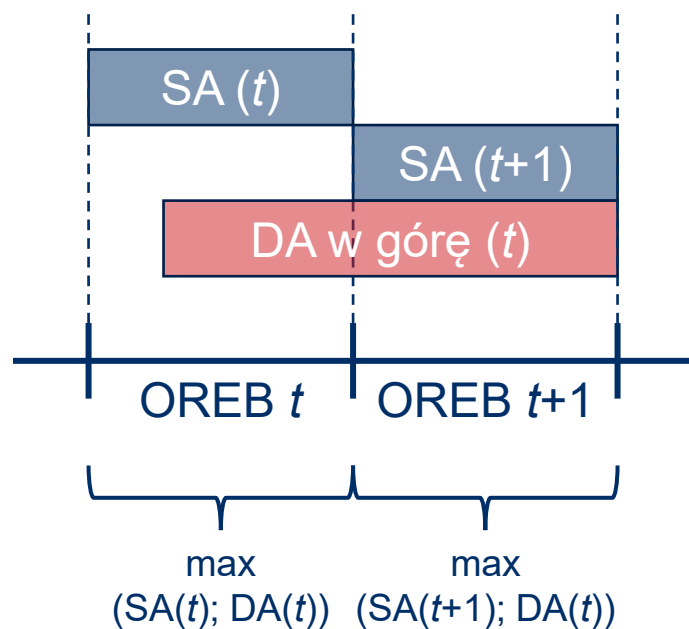 SA (t)
SA (t+1)
DA w górę (t)
OREB t OREB t+1
max max
(SA(t); DA(t)) (SA(t+1); DA(t))